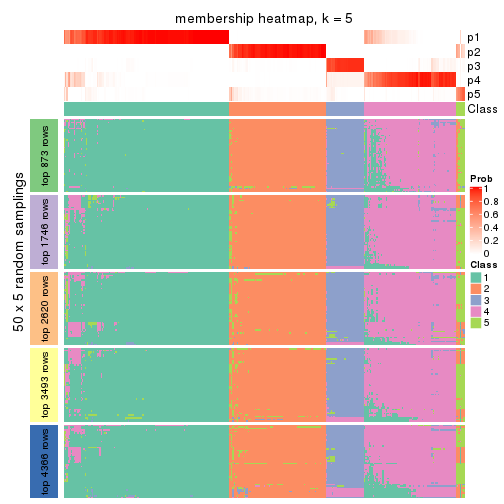 membership heatmap, k = 5
p1
p2
p3
p4
p5
Class
50 x 5 random samplings
top 873 rows
top 1746 rows
top 2620 rows
top 3493 rows
top 4366 rows
Prob
1
0.8
0.6
0.4
0.2
0
Class
1
2
3
4
5